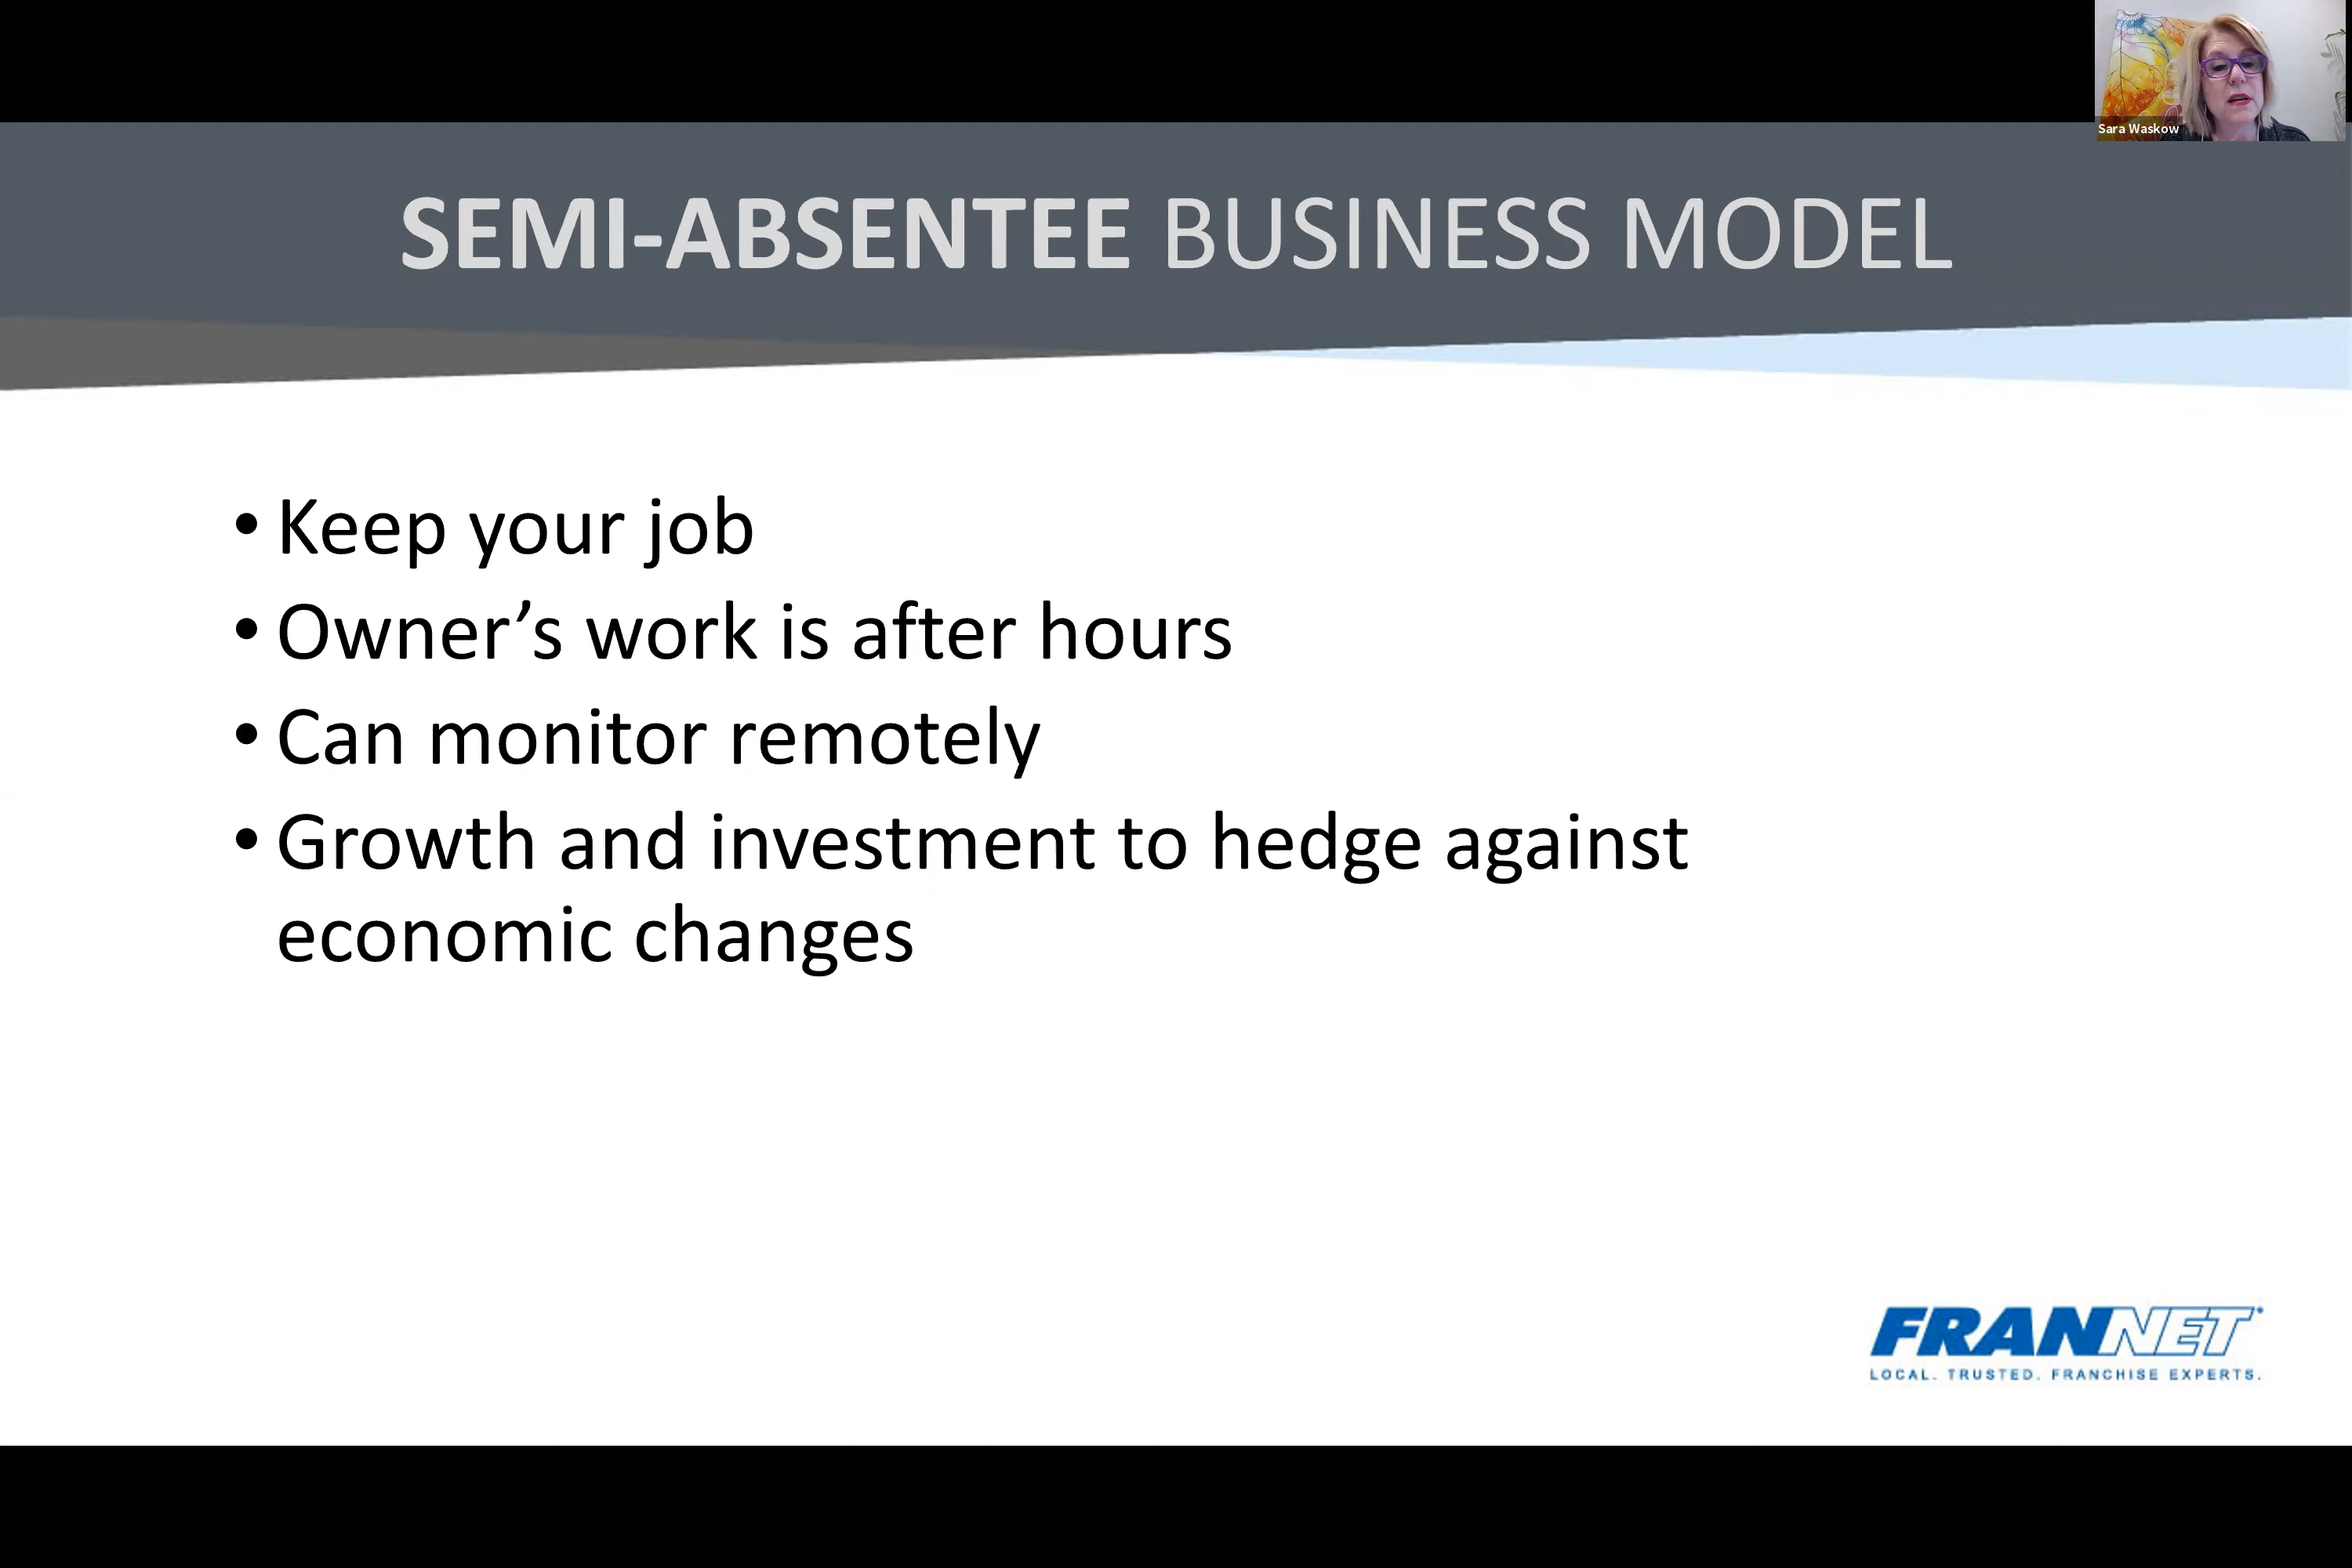 Sara Waskow
SEMI-ABSENTEE BUSINESS MODEL
• Keep your job
• Owner’s work is after hours
• Can monitor remotely
• Growth and investment to hedge against
economic changes
FRANNET
LOCAL. TRUSTED. FRANCHISE EXPERTS.